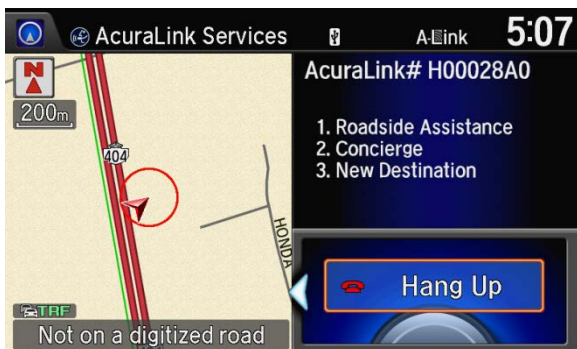 AcuraLink Services
A-Link
5:07
N
200m
404
HONDA
TRF
Not on a digitized road
AcuraLink# H00028A0
1. Roadside Assistance
2. Concierge
3. New Destination
Hang Up